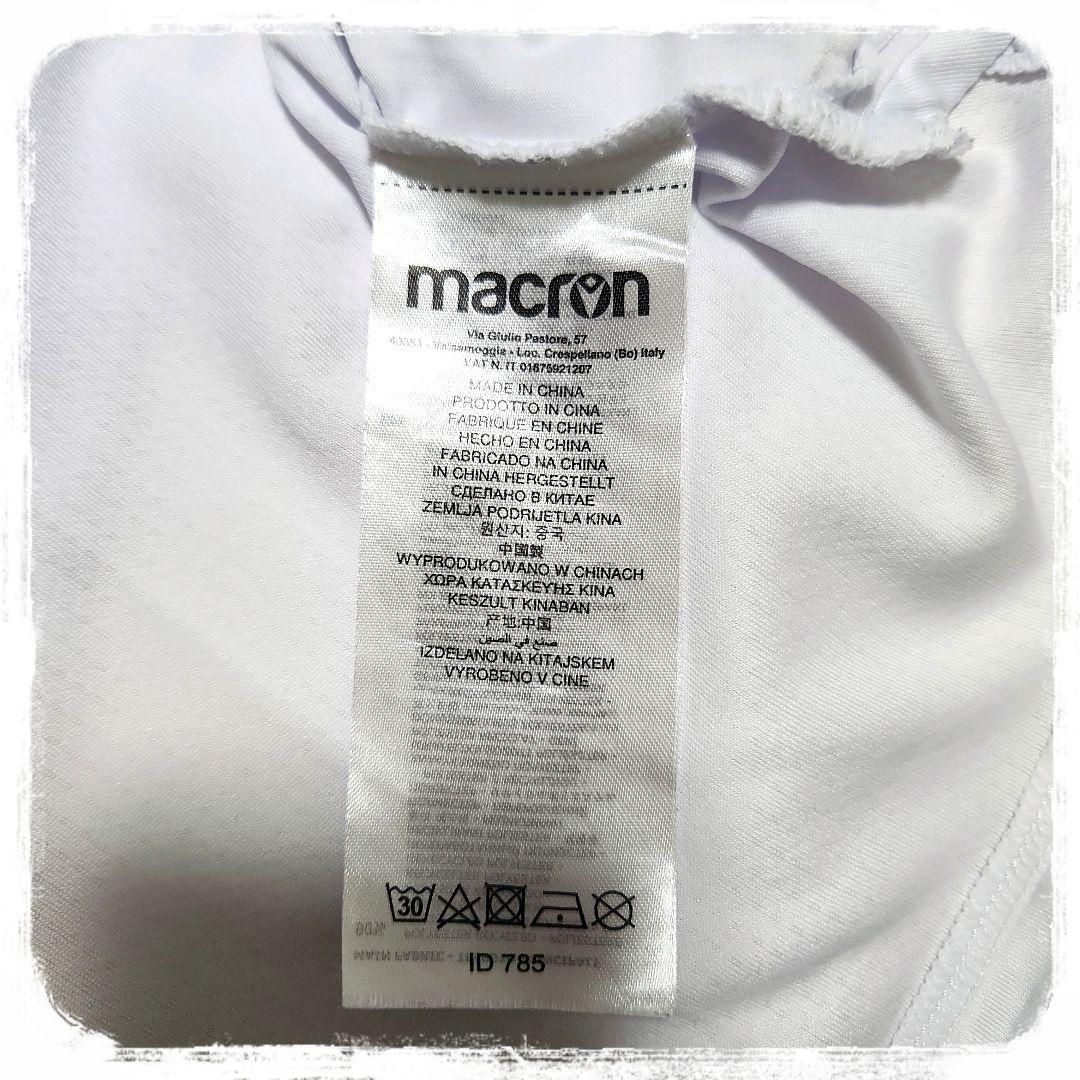 macron
Via Giulio Pastore, 57
40053 - Valsamoggia - Loc. Crespellano (Bo) Italy
VAT N. IT 01675921207
MADE IN CHINA
PRODOTTO IN CINA
FABRIQUE EN CHINE
HECHO EN CHINA
FABRICADO NA CHINA
IN CHINA HERGESTELLT
СДЕЛАНО В КИТАЕ
ZEMLJA PODRIJETLA KINA
원산지: 중국
中国製
WYPRODUKOWANO W CHINACH
ΧΩΡΑ ΚΑΤΑΣΚΕΥΗΣ ΚΙΝΑ
KESZULT KINABAN
产地:中国
صنع في الصين
IZDELANO NA KITAJSKEM
VYROBENO V CINE
30
ID 785